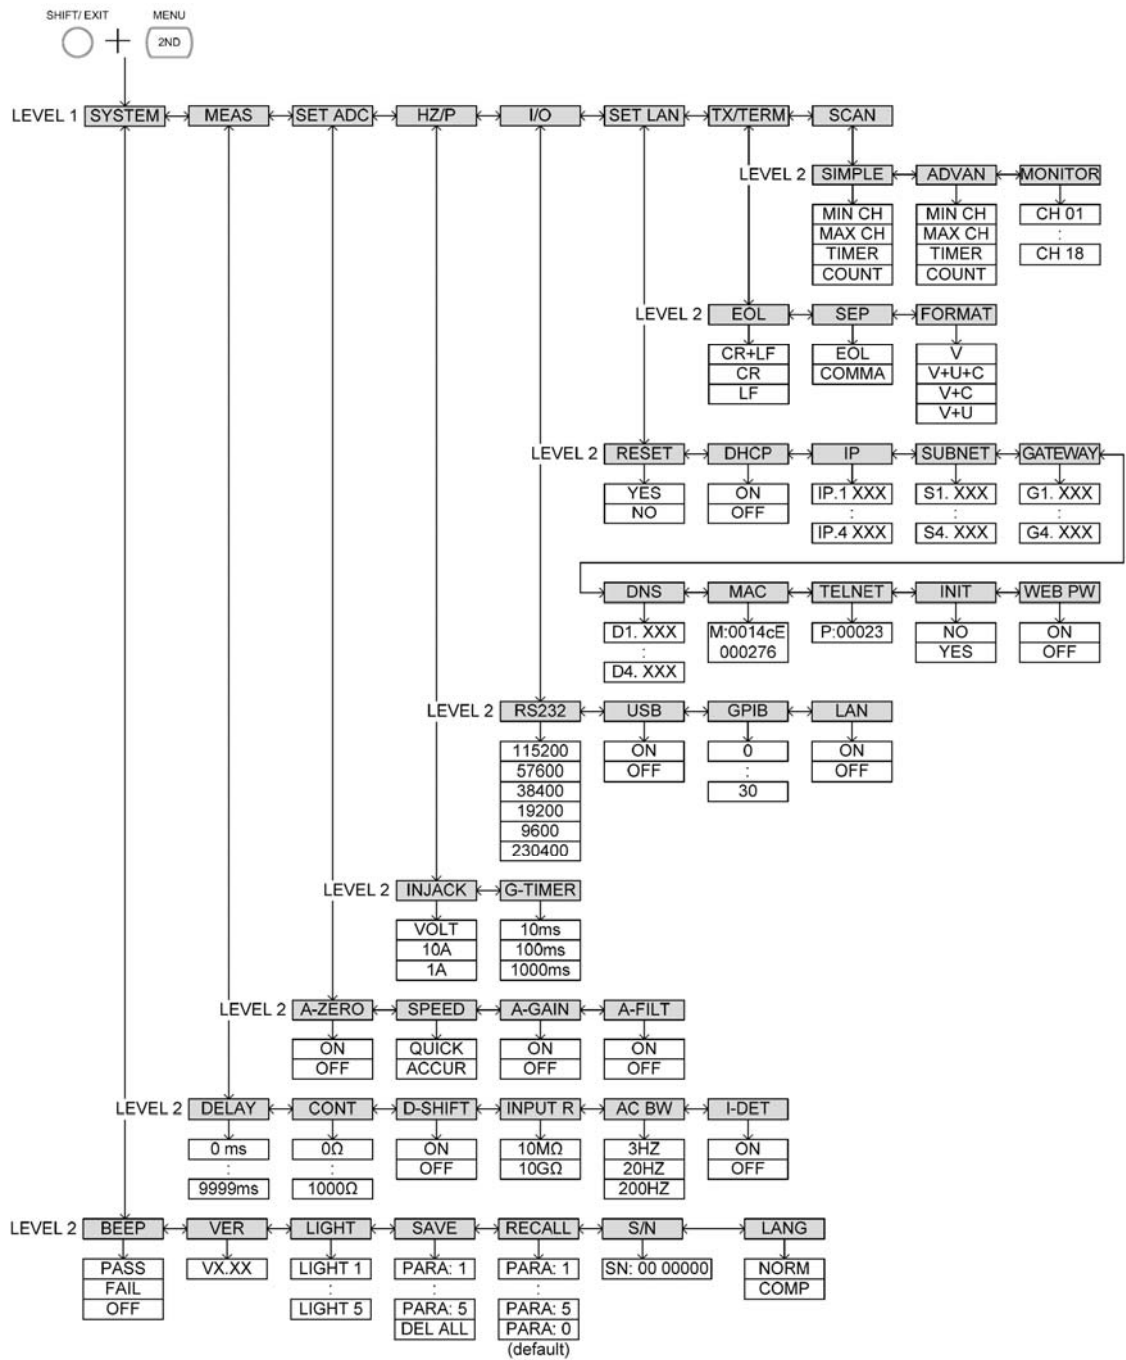 SHIFT/ EXIT MENU
+ 2ND
LEVEL 1 SYSTEM MEAS SET ADC HZ/P I/O SET LAN TX/TERM SCAN
LEVEL 2 SIMPLE ADVAN MONITOR
MIN CH MIN CH CH 01
MAX CH MAX CH :
TIMER TIMER CH 18
COUNT COUNT
LEVEL 2 EOL SEP FORMAT
CR+LF EOL V
CR COMMA V+U+C
LF V+C
V+U
LEVEL 2 RESET DHCP IP SUBNET GATEWAY
YES ON IP.1 XXX S1. XXX G1. XXX
NO OFF : : :
IP.4 XXX S4. XXX G4. XXX
DNS MAC TELNET INIT WEB PW
D1. XXX M:0014cE P:00023 NO ON
: 000276 YES OFF
D4. XXX
LEVEL 2 RS232 USB GPIB LAN
115200 ON 0 ON
57600 OFF : OFF
38400 30
19200
9600
230400
LEVEL 2 INJACK G-TIMER
VOLT 10ms
10A 100ms
1A 1000ms
LEVEL 2 A-ZERO SPEED A-GAIN A-FILT
ON QUICK ON ON
OFF ACCUR OFF OFF
LEVEL 2 DELAY CONT D-SHIFT INPUT R AC BW I-DET
0 ms 0Ω ON 10MΩ 3HZ ON
: : OFF 10GΩ 20HZ OFF
9999ms 1000Ω 200HZ
LEVEL 2 BEEP VER LIGHT SAVE RECALL S/N LANG
PASS VX.XX LIGHT 1 PARA: 1 PARA: 1 SN: 00 00000 NORM
FAIL : : : COMP
OFF LIGHT 5 PARA: 5 PARA: 5
DEL ALL PARA: 0
(default)